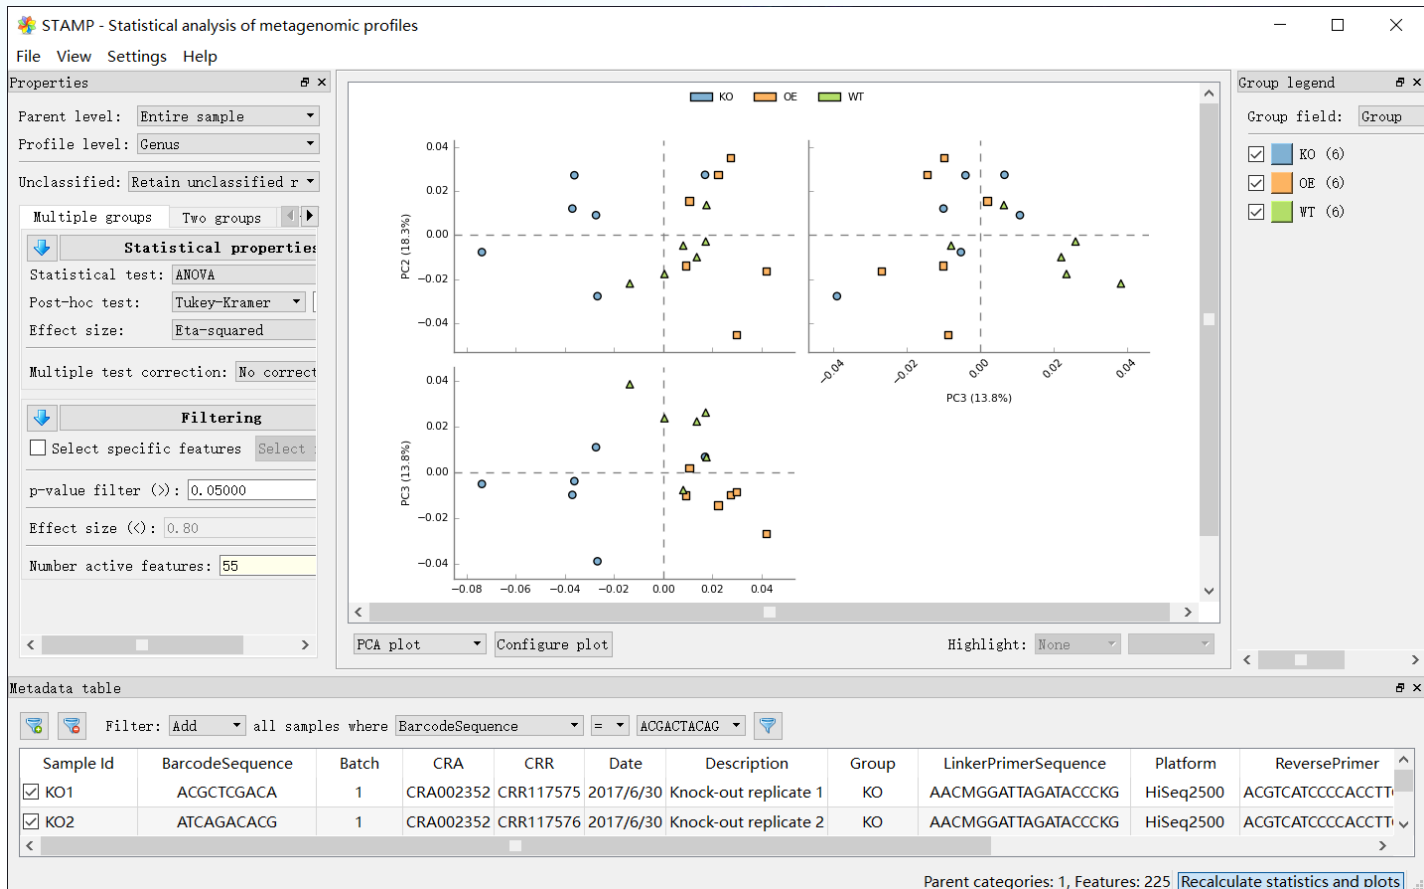 STAMP - Statistical analysis of metagenomic profiles
File View Settings Help
Properties
Parent level: Entire sample
Profile level: Genus
Unclassified: Retain unclassified r
Multiple groups Two groups
Statistical properties
Statistical test: ANOVA
Post-hoc test: Tukey-Kramer
Effect size: Eta-squared
Multiple test correction: No correct
Filtering
Select specific features Select
p-value filter (>): 0.05000
Effect size (<): 0.80
Number active features: 55
KO OE WT
0.04
0.02
0.00
−0.02
−0.04
PC2 (18.3%)
−0.04 −0.02 0.00 0.02 0.04
PC3 (13.8%)
0.04
0.02
0.00
−0.02
−0.04
PC3 (13.8%)
−0.08 −0.06 −0.04 −0.02 0.00 0.02 0.04
PCA plot Configure plot Highlight: None
Group legend
Group field: Group
KO (6)
OE (6)
WT (6)
Metadata table
Filter: Add all samples where BarcodeSequence = ACGACTACAG
Sample Id BarcodeSequence Batch CRA CRR Date Description Group LinkerPrimerSequence Platform ReversePrimer
KO1 ACGCTCGACA 1 CRA002352 CRR117575 2017/6/30 Knock-out replicate 1 KO AACMGGATTAGATACCCKG HiSeq2500 ACGTCATCCCCACCTT
KO2 ATCAGACACG 1 CRA002352 CRR117576 2017/6/30 Knock-out replicate 2 KO AACMGGATTAGATACCCKG HiSeq2500 ACGTCATCCCCACCTT
Parent categories: 1, Features: 225 Recalculate statistics and plots